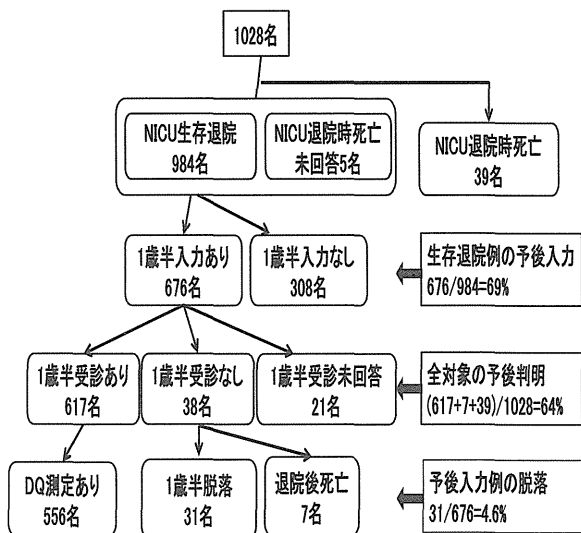 1028名
NICU生存退院
984名
NICU退院時死亡
未回答5名
NICU退院時死亡
39名
1歳半入力あり
676名
1歳半入力なし
308名
生存退院例の予後入力
676/984=69%
1歳半受診あり
617名
1歳半受診なし
38名
1歳半受診未回答
21名
全対象の予後判明
(617+7+39)/1028=64%
DQ測定あり
556名
1歳半脱落
31名
退院後死亡
7名
予後入力例の脱落
31/676=4.6%